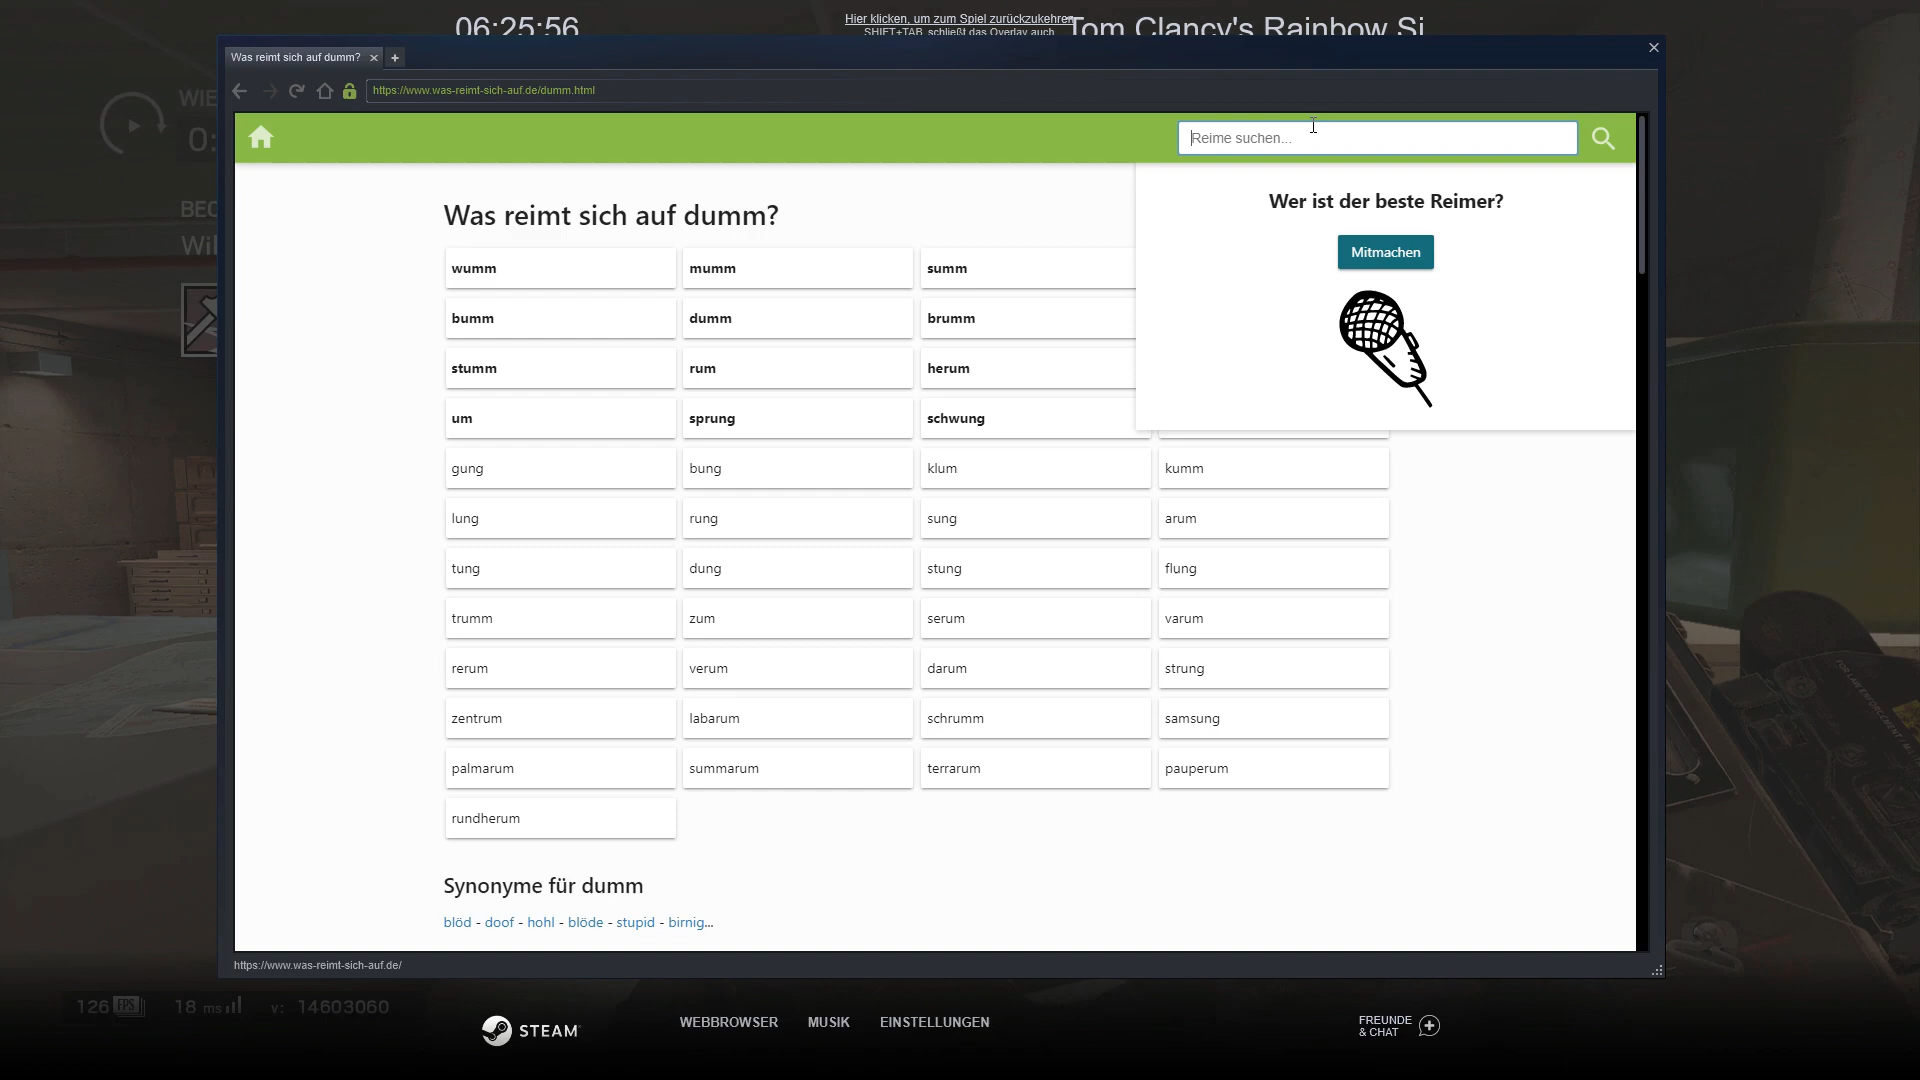 06:25:56
Hier klicken, um zum Spiel zurückzukehren
Tom Clancy's Rainbow Si
SHIFT+TAB schließt das Overlay auch
Was reimt sich auf dumm?
https://www.was-reimt-sich-auf.de/dumm.html
WIE
0:
Reime suchen...
Wer ist der beste Reimer?
Mitmachen
BEO
Wil
Was reimt sich auf dumm?
wumm mumm summ
bumm dumm brumm
stumm rum herum
um sprung schwung
gung bung klum kumm
lung rung sung arum
tung dung stung flung
trumm zum serum varum
rerum verum darum strung
zentrum labarum schrumm samsung
palmarum summarum terrarum pauperum
rundherum
Synonyme für dumm
blöd - doof - hohl - blöde - stupid - birnig...
https://www.was-reimt-sich-auf.de/
126 FPS 18 ms v: 14603060
STEAM WEBBROWSER MUSIK EINSTELLUNGEN
FREUNDE
& CHAT